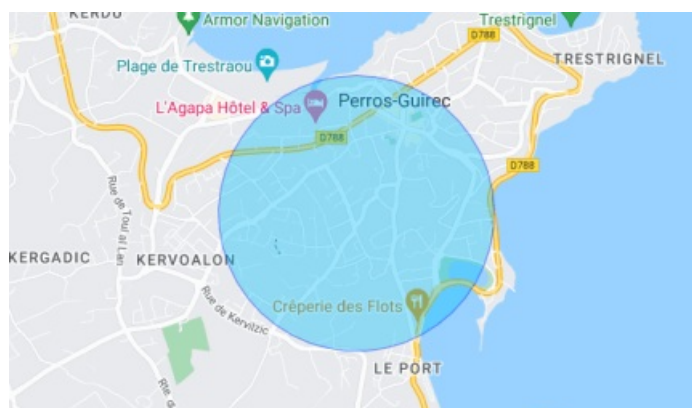 KERDU
Armor Navigation
Trestrignel
D788
Plage de Trestraou
TRESTRIGNEL
L'Agapa Hôtel & Spa
Perros-Guirec
D788
D788
Rue de Toul al Lan
KERGADIC
KERVOALON
Rue de Kervilzic
Crêperie des Flots
LE PORT
Rte. d